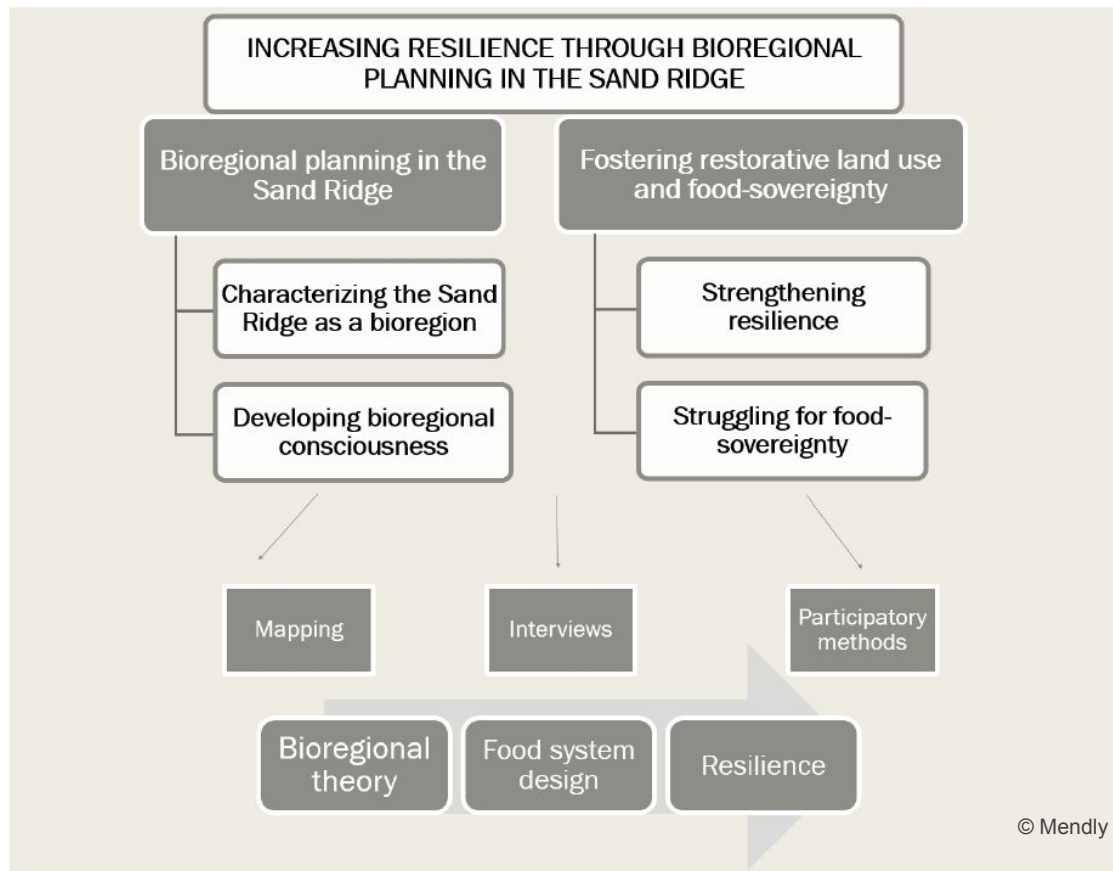 INCREASING RESILIENCE THROUGH BIOREGIONAL
PLANNING IN THE SAND RIDGE
Bioregional planning in the
Sand Ridge
Fostering restorative land use
and food-sovereignty
Characterizing the Sand
Ridge as a bioregion
Strengthening
resilience
Developing bioregional
consciousness
Struggling for food-
sovereignty
Mapping
Interviews
Participatory
methods
Bioregional
theory
Food system
design
Resilience
© Mendly